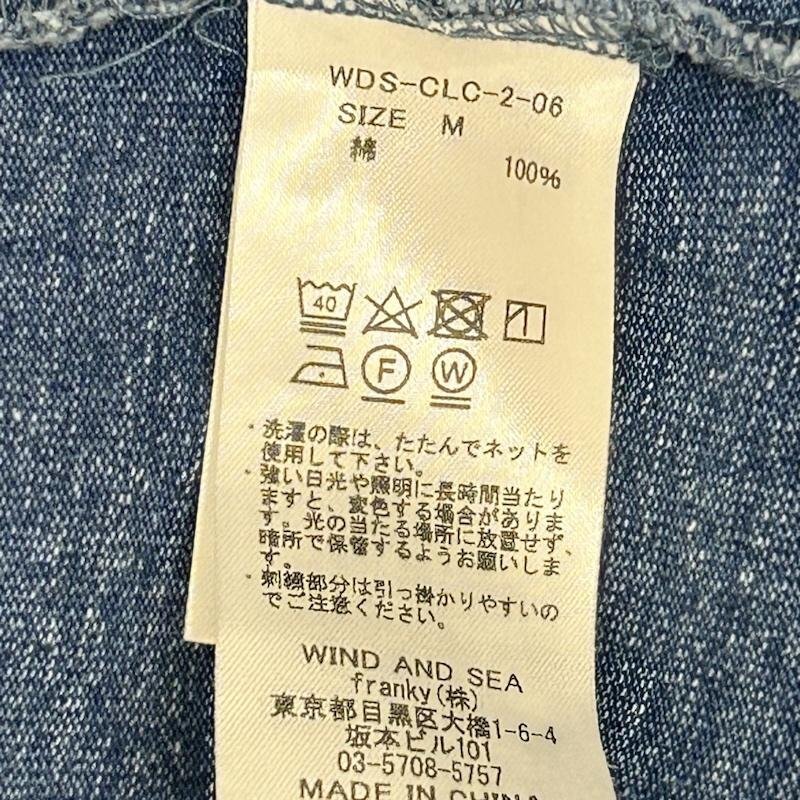 WDS-CLC-2-06
SIZE M
綿 100%
40
F W
・洗濯の際は、たたんでネットを
使用して下さい。
・強い日光や照明に長時間当たり
ますと、変色する場合がありま
す。光の当たる場所に放置せず、
暗所で保管するようお願いしま
す。
・刺繍部分は引っ掛かりやすいの
でご注意ください。
WIND AND SEA
franky(株)
東京都目黒区大橋1-6-4
坂本ビル101
03-5708-5757
MADE IN CHINA